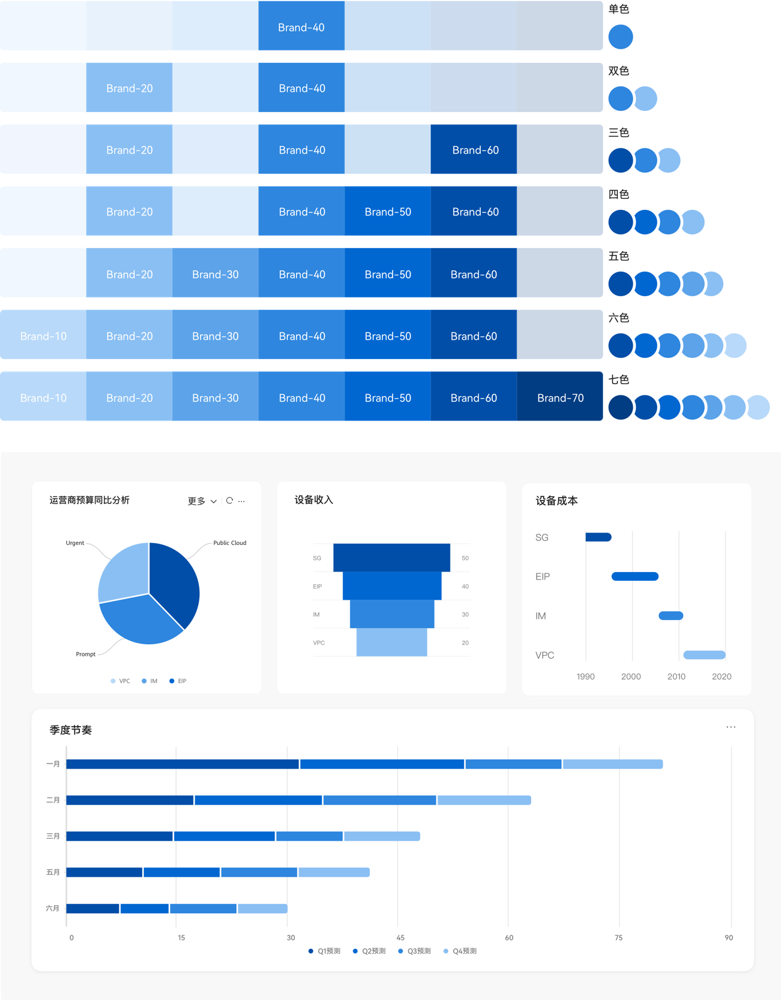 单色
Brand-40
双色
Brand-20 Brand-40
三色
Brand-20 Brand-40 Brand-60
四色
Brand-20 Brand-40 Brand-50 Brand-60
五色
Brand-20 Brand-30 Brand-40 Brand-50 Brand-60
六色
Brand-10 Brand-20 Brand-30 Brand-40 Brand-50 Brand-60
七色
Brand-10 Brand-20 Brand-30 Brand-40 Brand-50 Brand-60 Brand-70
运营商预算同比分析 更多 ...
Urgent Public Cloud
Prompt
VPC IM EIP
设备收入
SG 50
EIP 40
IM 30
VPC 20
设备成本
SG
EIP
IM
VPC
1990 2000 2010 2020
季度节奏 ...
一月
二月
三月
五月
六月
0 15 30 45 60 75 90
Q1预测 Q2预测 Q3预测 Q4预测